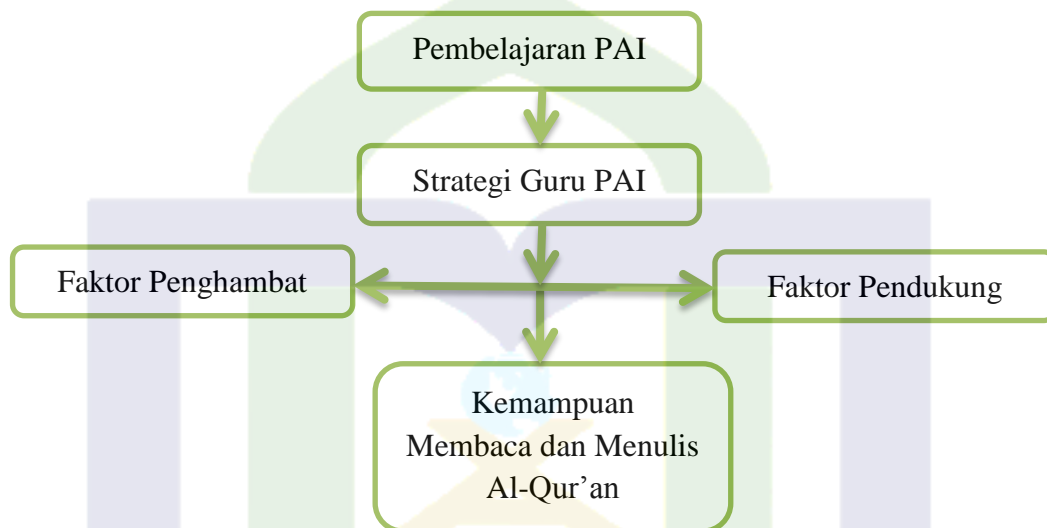 Pembelajaran PAI
Strategi Guru PAI
Faktor Penghambat
Faktor Pendukung
Kemampuan
Membaca dan Menulis
Al-Qur’an